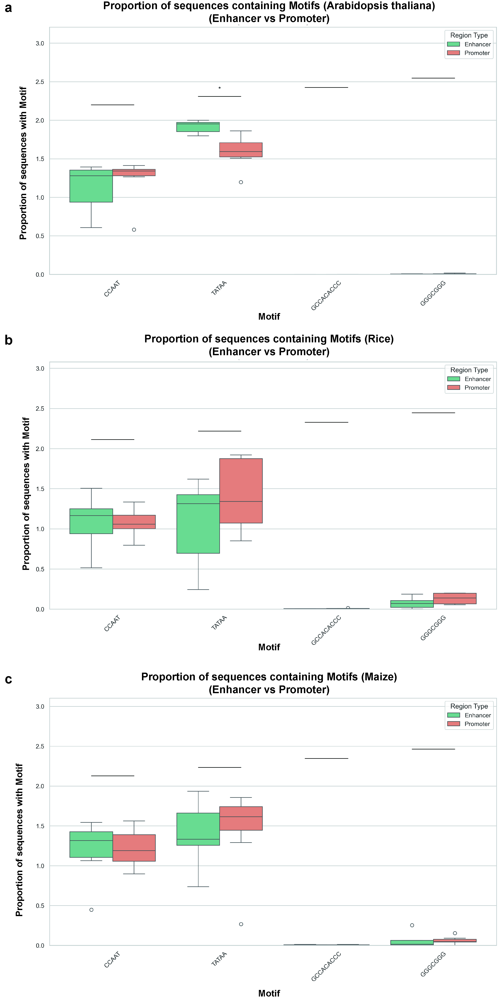 a
Proportion of sequences containing Motifs (Arabidopsis thaliana)
(Enhancer vs Promoter)
Region Type
Enhancer
Promoter
Proportion of sequences with Motif
3.0
2.5
2.0
1.5
1.0
0.5
0.0
*
CCAAT
TATAA
GCCACACCC
GGGCGGG
Motif
b
Proportion of sequences containing Motifs (Rice)
(Enhancer vs Promoter)
Region Type
Enhancer
Promoter
Proportion of sequences with Motif
3.0
2.5
2.0
1.5
1.0
0.5
0.0
CCAAT
TATAA
GCCACACCC
GGGCGGG
Motif
c
Proportion of sequences containing Motifs (Maize)
(Enhancer vs Promoter)
Region Type
Enhancer
Promoter
Proportion of sequences with Motif
3.0
2.5
2.0
1.5
1.0
0.5
0.0
CCAAT
TATAA
GCCACACCC
GGGCGGG
Motif